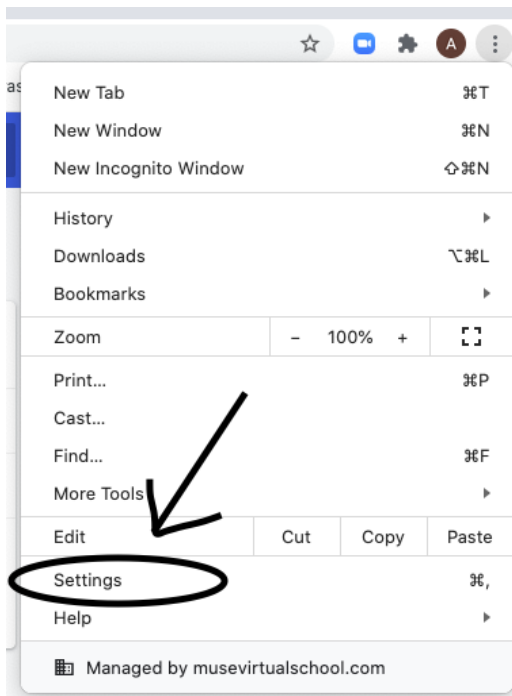 A
as
New Tab ⌘T
New Window ⌘N
New Incognito Window ⇧⌘N
History
Downloads ⌥⌘L
Bookmarks
Zoom - 100% +
Print... ⌘P
Cast...
Find... ⌘F
More Tools
Edit Cut Copy Paste
Settings ⌘,
Help
Managed by musevirtualschool.com